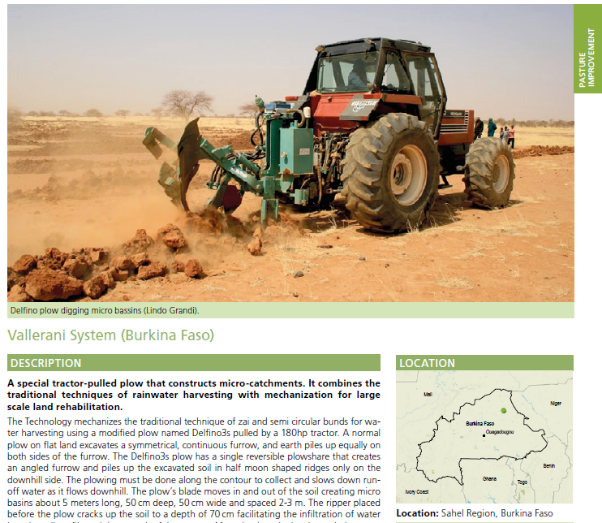 PASTURE
IMPROVEMENT
Delfino plow digging micro bassins (Lindo Grandi).
Vallerani System (Burkina Faso)
DESCRIPTION
A special tractor-pulled plow that constructs micro-catchments. It combines the
traditional techniques of rainwater harvesting with mechanization for large
scale land rehabilitation.
The Technology mechanizes the traditional technique of zai and semi circular bunds for wa-
ter harvesting using a modified plow named Delfino3s pulled by a 180hp tractor. A normal
plow on flat land excavates a symmetrical, continuous furrow, and earth piles up equally on
both sides of the furrow. The Delfino3s plow has a single reversible plowshare that creates
an angled furrow and piles up the excavated soil in half moon shaped ridges only on the
downhill side. The plowing must be done along the contour to collect and slows down run-
off water as it flows downhill. The plow's blade moves in and out of the soil creating micro
basins about 5 meters long, 50 cm deep, 50 cm wide and spaced 2-3 m. The ripper placed
before the plow cracks up the soil to a depth of 70 cm facilitating the infiltration of water
LOCATION
Mali
Niger
Burkina Faso
Ouagadougou
Benin
Ghana
Togo
Ivory Coast
Location: Sahel Region, Burkina Faso